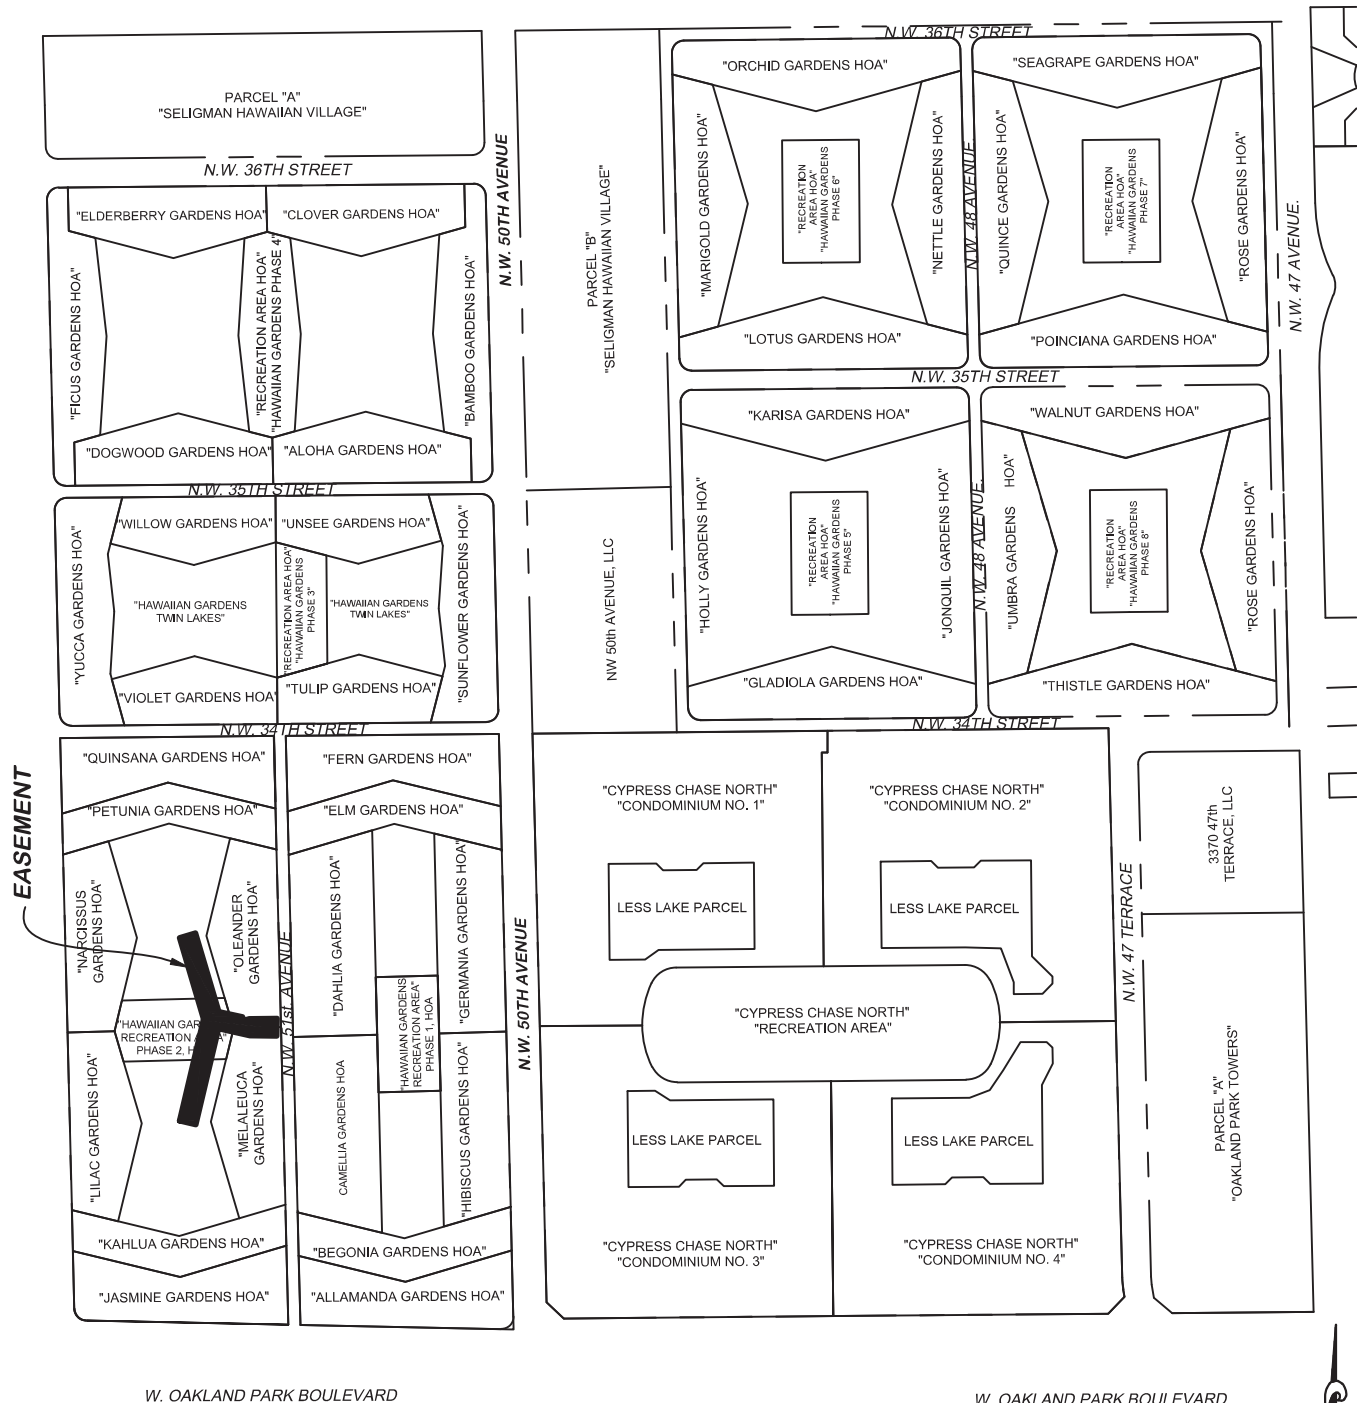 N.W. 36TH STREET
PARCEL "A"
"SELIGMAN HAWAIIAN VILLAGE"
N.W. 36TH STREET
"ELDERBERRY GARDENS HOA"
"CLOVER GARDENS HOA"
"FICUS GARDENS HOA"
"RECREATION AREA HOA"
"HAWAIIAN GARDENS PHASE 4"
"BAMBOO GARDENS HOA"
"DOGWOOD GARDENS HOA"
"ALOHA GARDENS HOA"
N.W. 35TH STREET
N.W. 50TH AVENUE
PARCEL "B"
"SELIGMAN HAWAIIAN VILLAGE"
"ORCHID GARDENS HOA"
"MARIGOLD GARDENS HOA"
"RECREATION
AREA HOA"
"HAWAIIAN GARDENS
PHASE 6"
"NETTLE GARDENS HOA"
"LOTUS GARDENS HOA"
N.W. 48 AVENUE.
"SEAGRAPE GARDENS HOA"
"QUINCE GARDENS HOA"
"RECREATION
AREA HOA"
"HAWAIIAN GARDENS
PHASE 7"
"ROSE GARDENS HOA"
"POINCIANA GARDENS HOA"
N.W. 47 AVENUE.
N.W. 35TH STREET
"YUCCA GARDENS HOA"
"WILLOW GARDENS HOA"
"UNSEE GARDENS HOA"
"HAWAIIAN GARDENS
TWIN LAKES"
"RECREATION AREA HOA"
"HAWAIIAN GARDENS
PHASE 3"
"HAWAIIAN GARDENS
TWIN LAKES"
"SUNFLOWER GARDENS HOA"
"VIOLET GARDENS HOA"
"TULIP GARDENS HOA"
N.W. 34TH STREET
NW 50th AVENUE, LLC
"KARISA GARDENS HOA"
"HOLLY GARDENS HOA"
"RECREATION
AREA HOA"
"HAWAIIAN GARDENS
PHASE 5"
"JONQUIL GARDENS HOA"
"GLADIOLA GARDENS HOA"
N.W. 48 AVENUE.
"WALNUT GARDENS HOA"
"UMBRA GARDENS HOA"
"RECREATION
AREA HOA"
"HAWAIIAN GARDENS
PHASE 8"
"ROSE GARDENS HOA"
"THISTLE GARDENS HOA"
N.W. 34TH STREET
EASEMENT
"QUINSANA GARDENS HOA"
"PETUNIA GARDENS HOA"
"NARCISSUS
GARDENS HOA"
"OLEANDER
GARDENS HOA"
"HAWAIIAN GAR
RECREATION A A"
PHASE 2, H
"LILAC GARDENS HOA"
"MELALEUCA
GARDENS HOA"
"KAHLUA GARDENS HOA"
"JASMINE GARDENS HOA"
N.W. 51st. AVENUE
"FERN GARDENS HOA"
"ELM GARDENS HOA"
"DAHLIA GARDENS HOA"
"GERMANIA GARDENS HOA"
"HAWAIIAN GARDENS
RECREATION AREA"
PHASE 1, HOA
CAMELLIA GARDENS HOA
"HIBISCUS GARDENS HOA"
"BEGONIA GARDENS HOA"
"ALLAMANDA GARDENS HOA"
N.W. 50TH AVENUE
"CYPRESS CHASE NORTH"
"CONDOMINIUM NO. 1"
LESS LAKE PARCEL
"CYPRESS CHASE NORTH"
"CONDOMINIUM NO. 2"
LESS LAKE PARCEL
"CYPRESS CHASE NORTH"
"RECREATION AREA"
LESS LAKE PARCEL
"CYPRESS CHASE NORTH"
"CONDOMINIUM NO. 3"
LESS LAKE PARCEL
"CYPRESS CHASE NORTH"
"CONDOMINIUM NO. 4"
N.W. 47 TERRACE
3370 47th
TERRACE, LLC
PARCEL "A"
"OAKLAND PARK TOWERS"
W. OAKLAND PARK BOULEVARD
W. OAKLAND PARK BOULEVARD